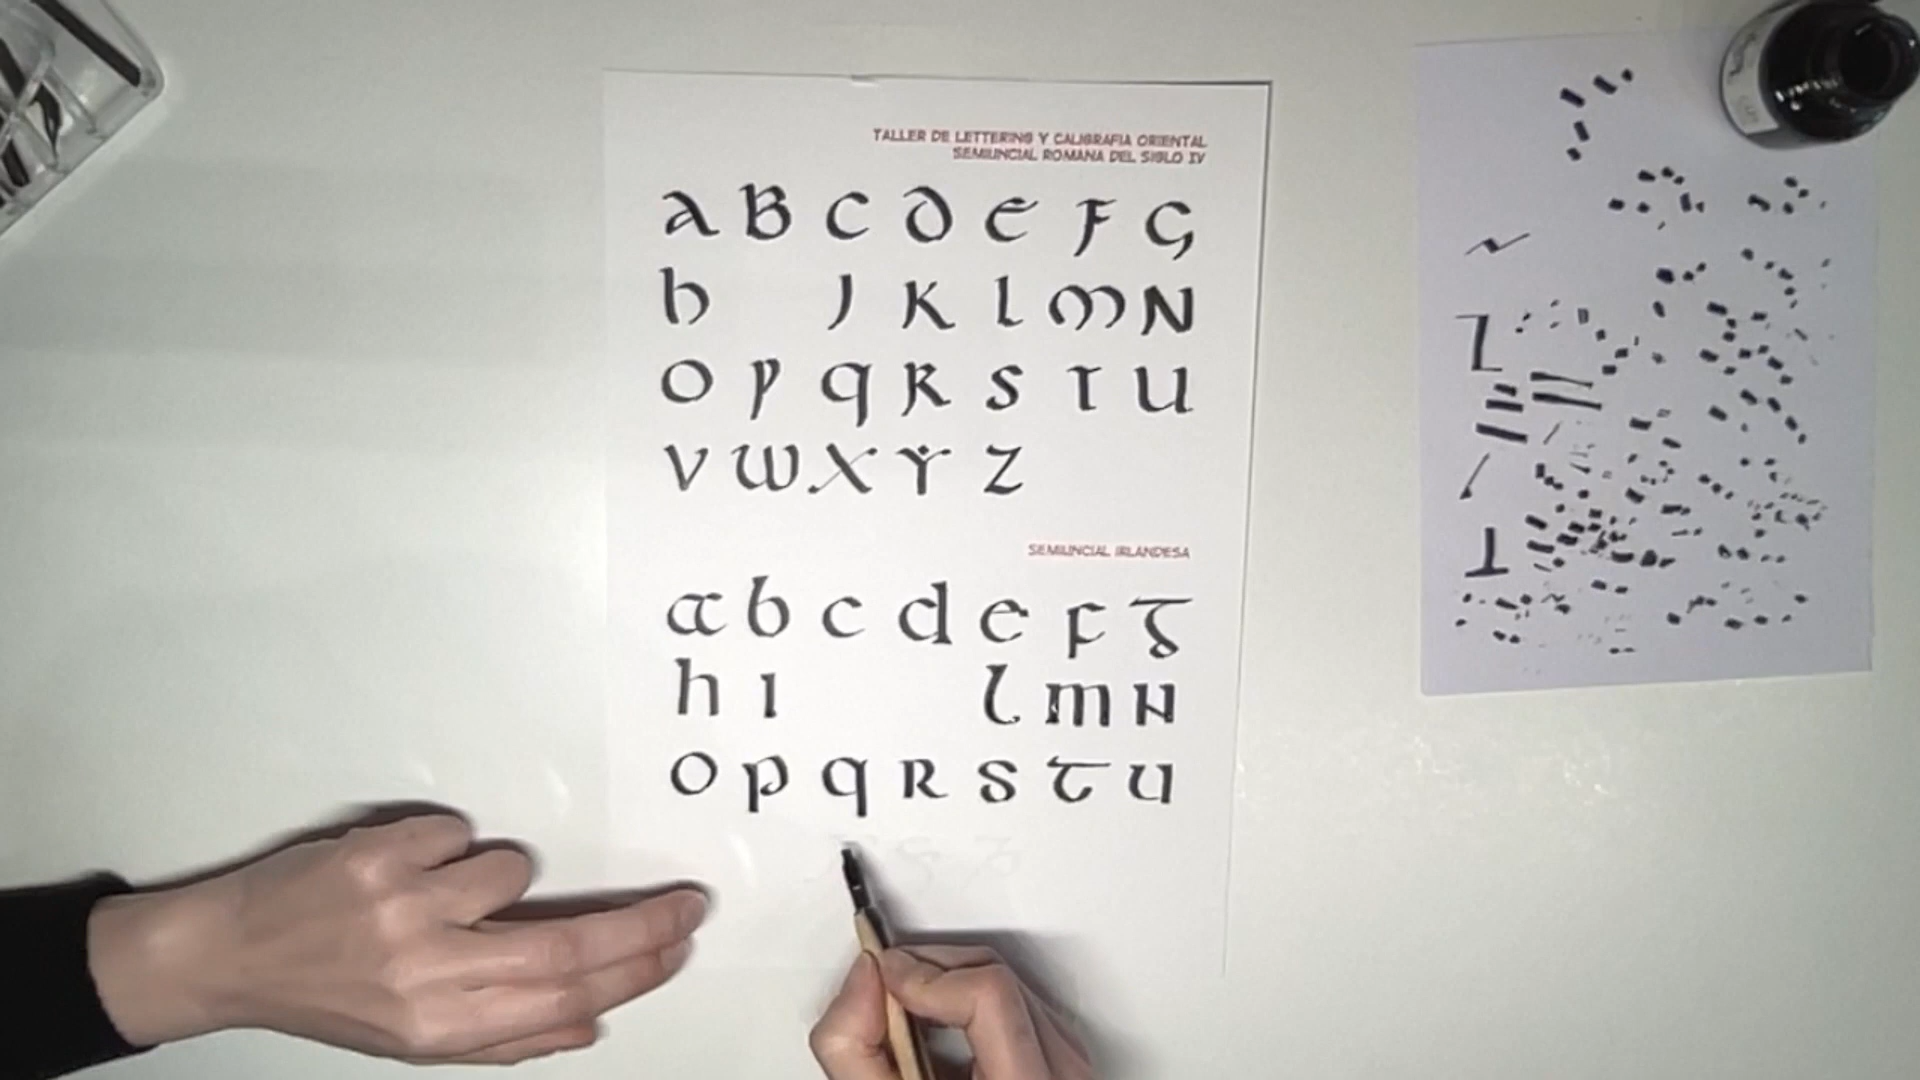 TALLER DE LETTERING Y CALIGRAFIA ORIENTAL
SEMIUNCIAL ROMANA DEL SIGLO IV
a B C D E F G
h J K L M N
O P q R S T U
V W X Y Z
SEMIUNCIAL IRLANDESA
a b c d e F G
h I L m N
O P q R S T U